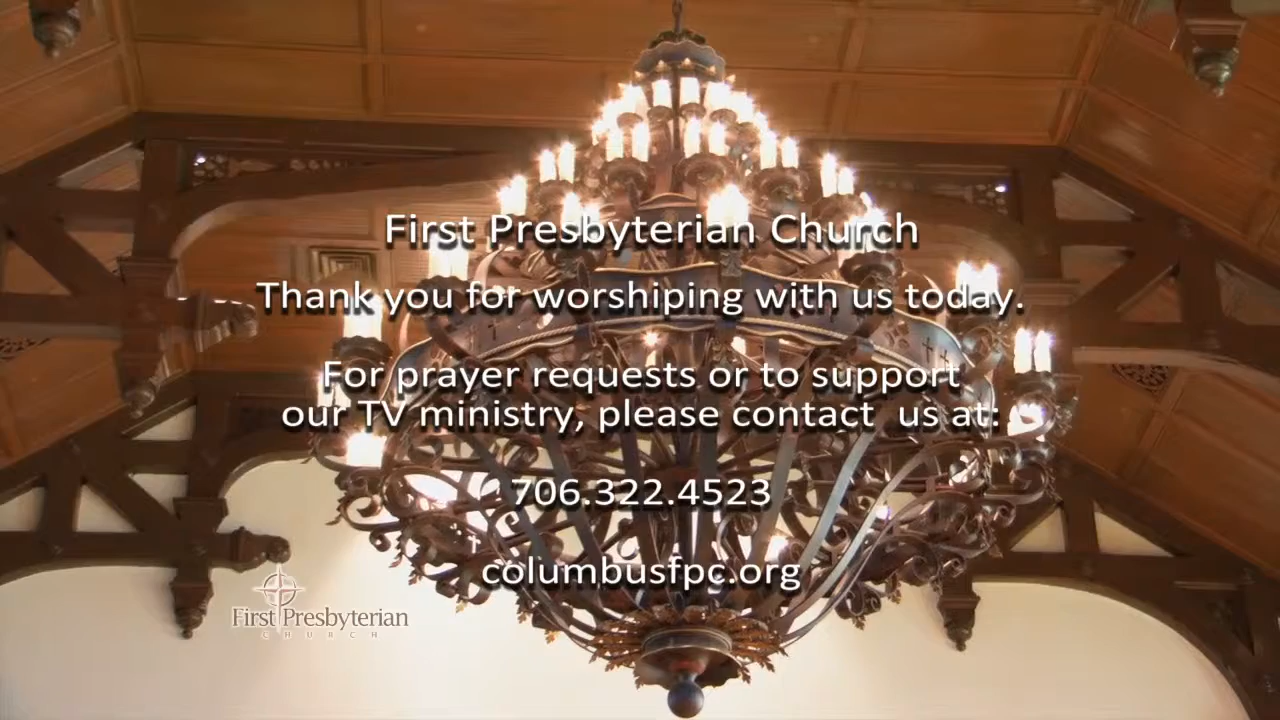 First Presbyterian Church
Thank you for worshiping with us today.
For prayer requests or to support
our TV ministry, please contact  us at:
706.322.4523
columbusfpc.org
First Presbyterian
CHURCH